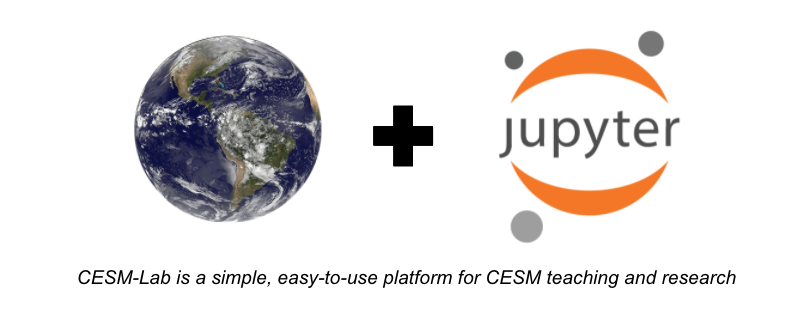 jupyter
CESM-Lab is a simple, easy-to-use platform for CESM teaching and research